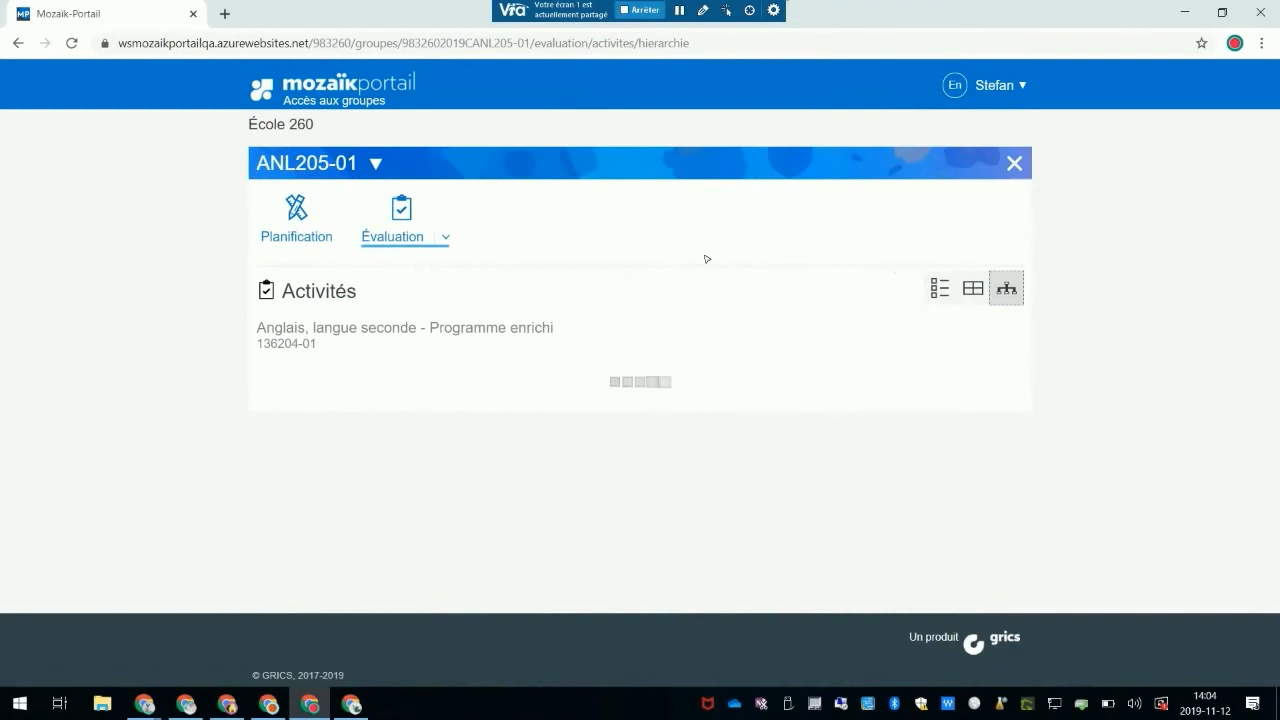 MP Mozaïk-Portail
Via
Votre écran 1 est
actuellement partagé
Arrêter
wsmozaikportailqa.azurewebsites.net/983260/groupes/9832602019CANL205-01/evaluation/activites/hierarchie
mozaïkportail
Accès aux groupes
En
Stefan
École 260
ANL205-01
Planification
Évaluation
Activités
Anglais, langue seconde - Programme enrichi
136204-01
Un produit
grics
© GRICS, 2017-2019
14:04
2019-11-12